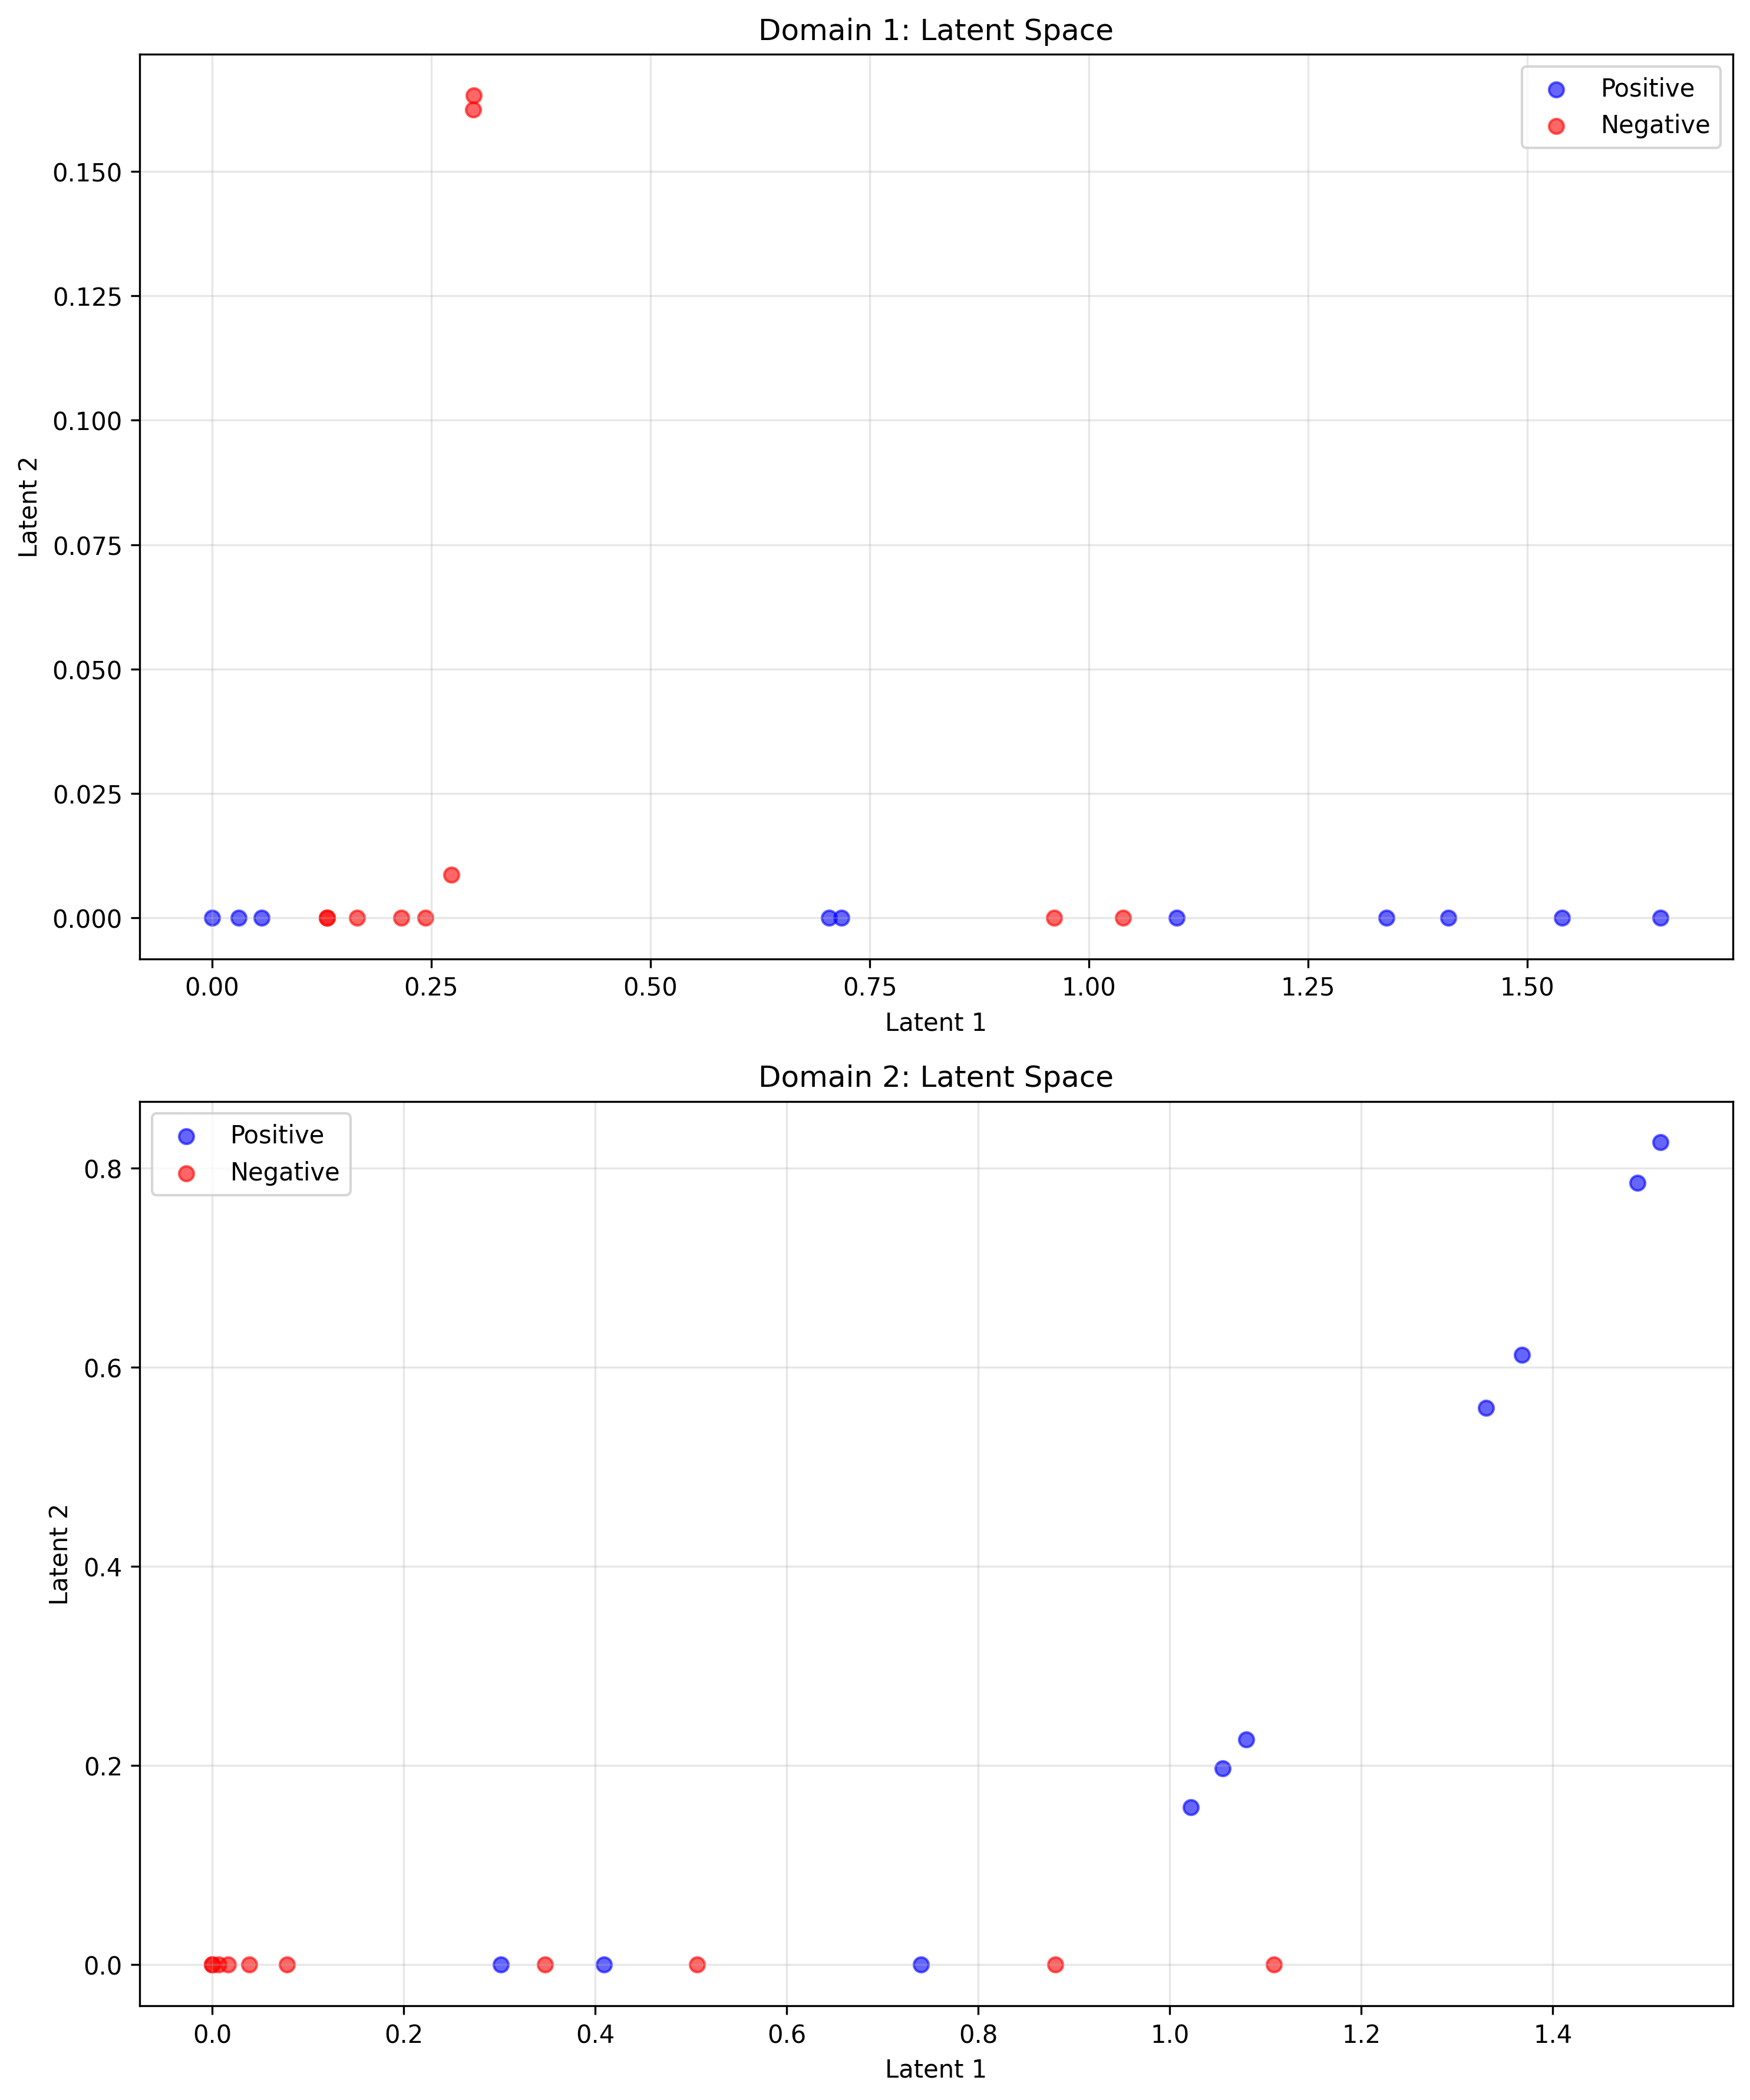 Domain 1: Latent Space
Positive
Negative
0.150
0.125
0.100
0.075
0.050
0.025
0.000
Latent 2
0.00 0.25 0.50 0.75 1.00 1.25 1.50
Latent 1
Domain 2: Latent Space
Positive
Negative
0.8
0.6
0.4
0.2
0.0
Latent 2
0.0 0.2 0.4 0.6 0.8 1.0 1.2 1.4
Latent 1